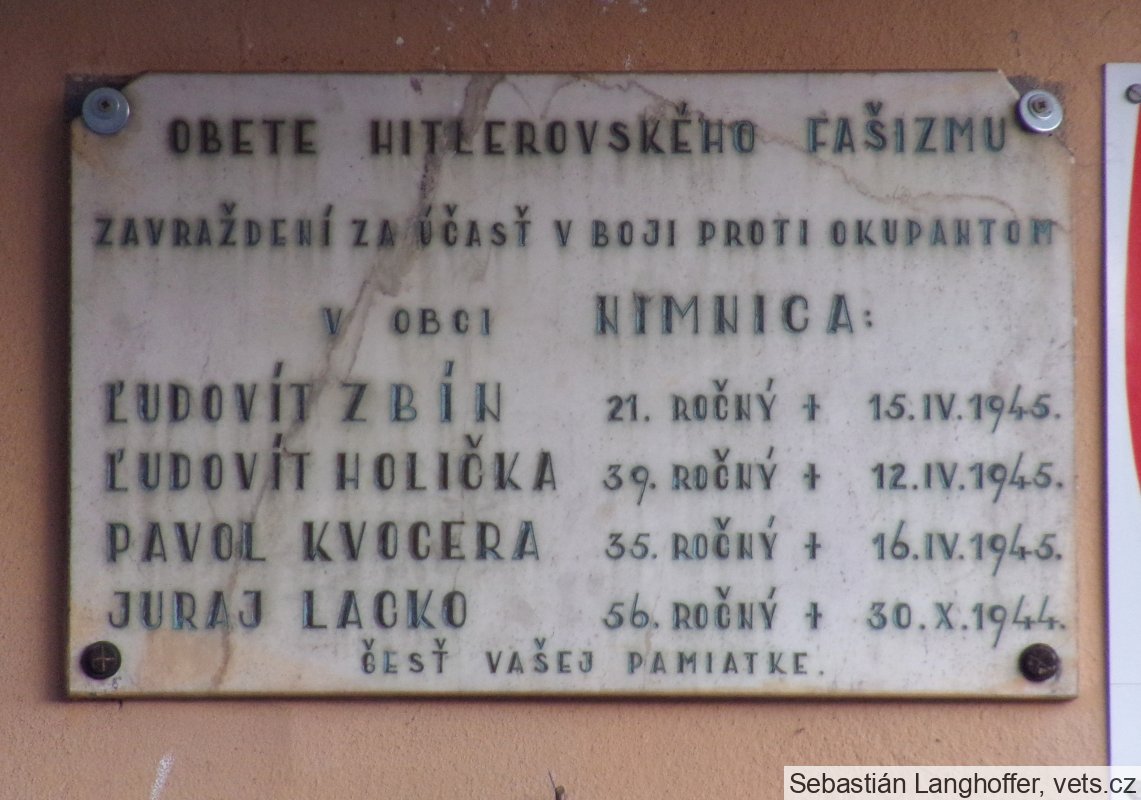 OBETE HITLEROVSKÉHO FAŠIZMU
ZAVRAŽDENÍ ZA ÚČASŤ V BOJI PROTI OKUPANTOM
V OBCI NIMNICA:
ĽUDOVÍT ZBÍN 21. ROČNÝ + 15.IV.1945.
ĽUDOVÍT HOLIČKA 39. ROČNÝ + 12.IV.1945.
PAVOL KVOCERA 35. ROČNÝ + 16.IV.1945.
JURAJ LACKO 56. ROČNÝ + 30.X.1944.
ČESŤ VAŠEJ PAMIATKE.
Sebastián Langhoffer, vets.cz